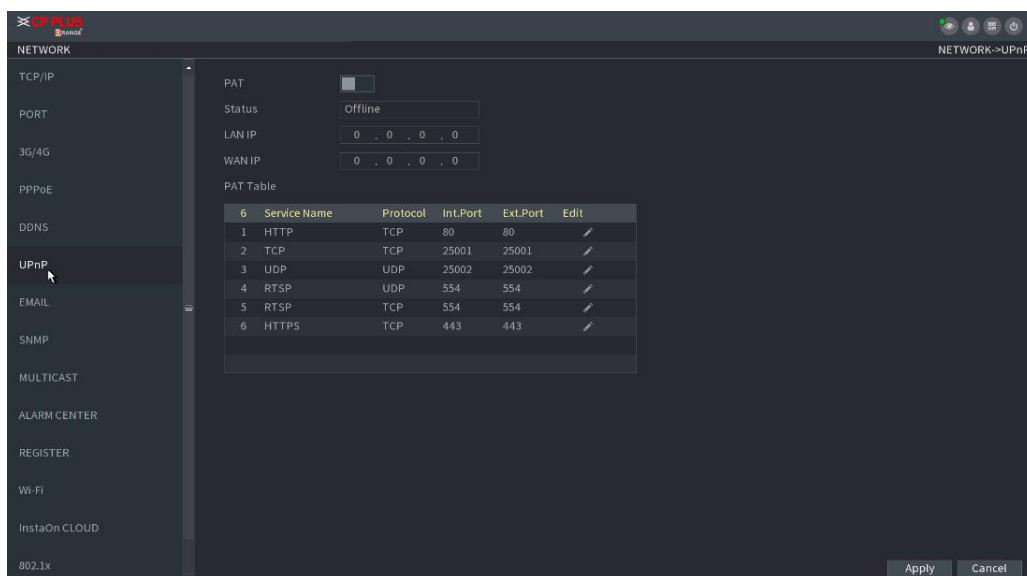 CP PLUS
ORANGE
NETWORK
NETWORK->UPnP
TCP/IP
PORT
3G/4G
PPPoE
DDNS
UPnP
EMAIL
SNMP
MULTICAST
ALARM CENTER
REGISTER
Wi-Fi
InstaOn CLOUD
802.1x
PAT
Status Offline
LAN IP 0 . 0 . 0 . 0
WAN IP 0 . 0 . 0 . 0
PAT Table
6 Service Name Protocol Int.Port Ext.Port Edit
1 HTTP TCP 80 80
2 TCP TCP 25001 25001
3 UDP UDP 25002 25002
4 RTSP UDP 554 554
5 RTSP TCP 554 554
6 HTTPS TCP 443 443
Apply Cancel